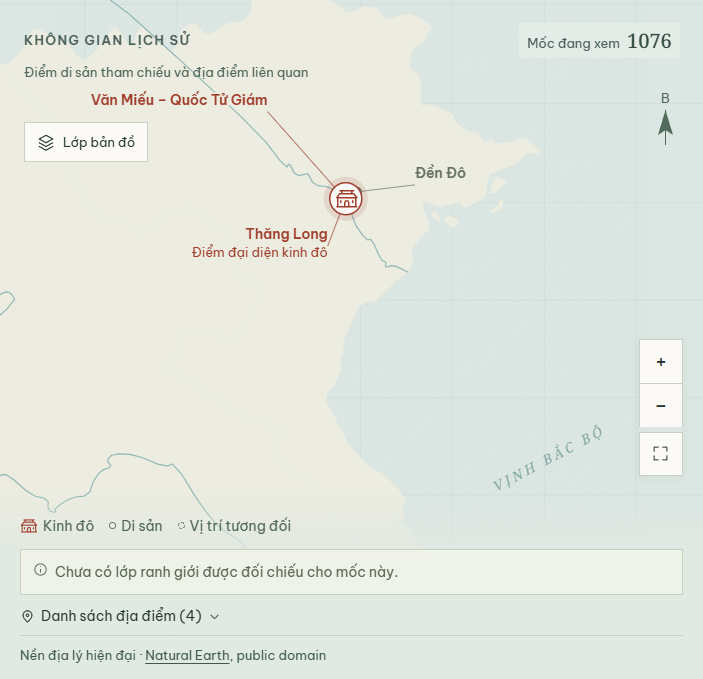 KHÔNG GIAN LỊCH SỬ
Mốc đang xem 1076
Điểm di sản tham chiếu và địa điểm liên quan
Văn Miếu – Quốc Tử Giám
B
Lớp bản đồ
Đền Đô
Thăng Long
Điểm đại diện kinh đô
+
−
VỊNH BẮC BỘ
Kinh đô Di sản Vị trí tương đối
Chưa có lớp ranh giới được đối chiếu cho mốc này.
Danh sách địa điểm (4)
Nền địa lý hiện đại · Natural Earth, public domain